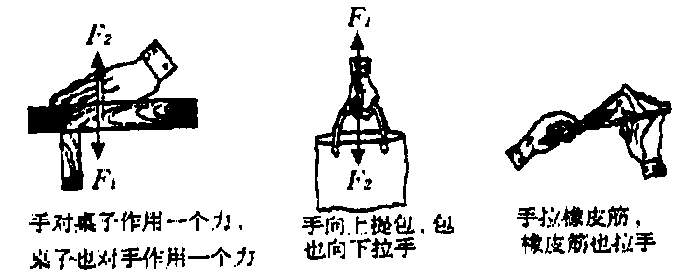 F₂
F₁
手对桌子作用一个力,
桌子也对手作用一个力
F₁
F₂
手向上提包,包
也向下拉手
手拉橡皮筋,
橡皮筋也拉手